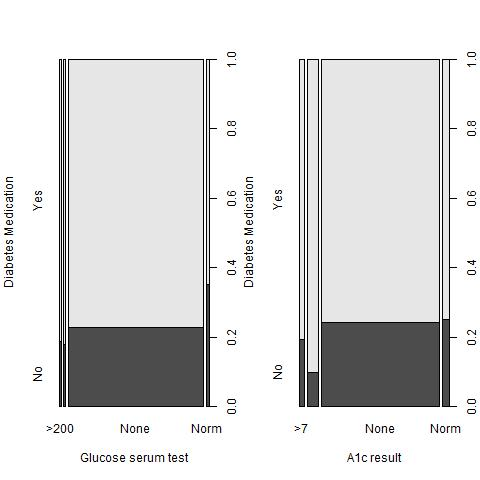 Diabetes Medication
Yes
No
1.0
0.8
0.6
0.4
0.2
0.0
>200
None
Norm
Glucose serum test
Diabetes Medication
Yes
No
1.0
0.8
0.6
0.4
0.2
0.0
>7
None
Norm
A1c result